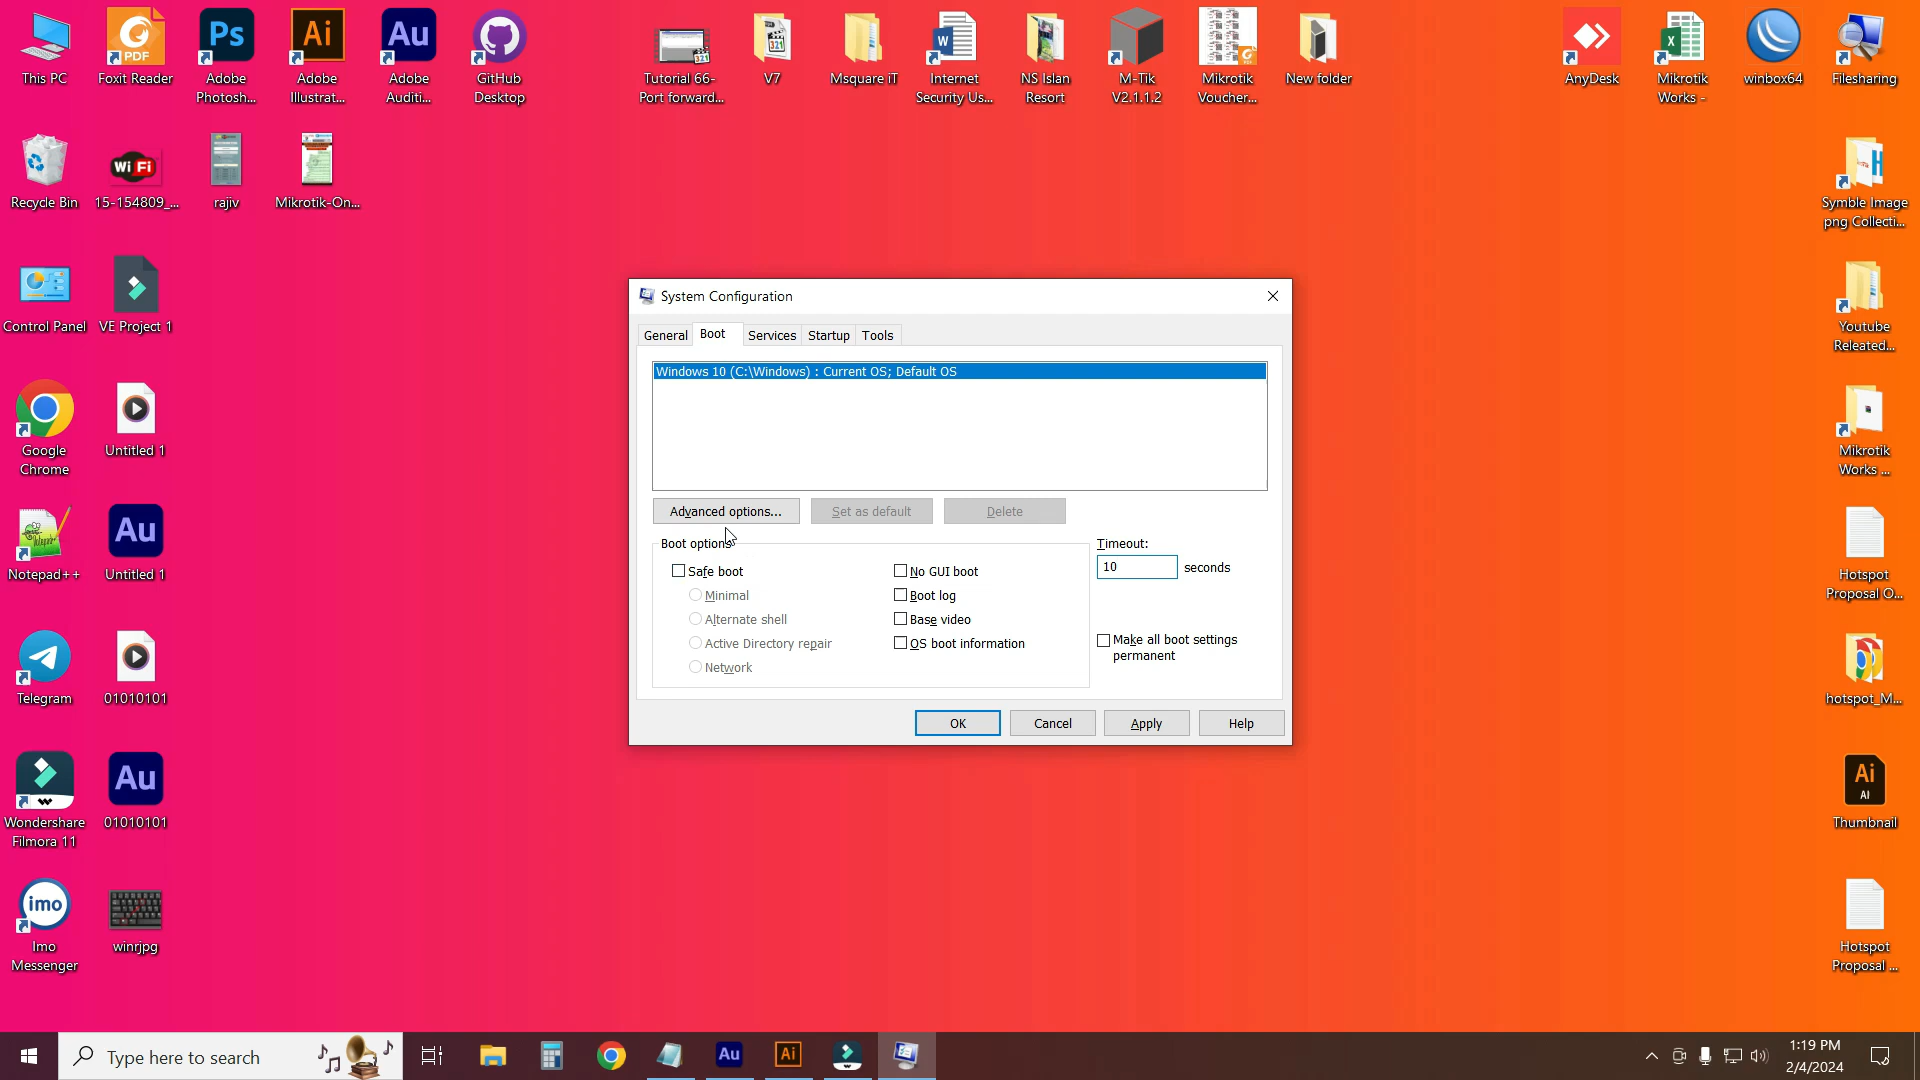 This PC
Foxit Reader
Adobe
Photosh...
Adobe
Illustrat...
Adobe
Auditi...
GitHub
Desktop
Tutorial 66-
Port forward...
V7
Msquare iT
Internet
Security Us...
NS Islan
Resort
M-Tik
V2.1.1.2
Mikrotik
Voucher...
New folder
AnyDesk
Mikrotik
Works -
winbox64
Filesharing
Recycle Bin
15-154809_...
rajiv
Mikrotik-On...
Symble Image
png Collecti...
Control Panel
VE Project 1
Youtube
Releated...
Google
Chrome
Untitled 1
Mikrotik
Works ...
Notepad++
Untitled 1
Hotspot
Proposal O...
Telegram
01010101
hotspot_M...
Wondershare
Filmora 11
01010101
Thumbnail
Imo
Messenger
winrjpg
Hotspot
Proposal ...
System Configuration
General
Boot
Services
Startup
Tools
Windows 10 (C:\Windows) : Current OS; Default OS
Advanced options...
Set as default
Delete
Boot options
Timeout:
Safe boot
No GUI boot
10
seconds
Minimal
Boot log
Alternate shell
Base video
Active Directory repair
OS boot information
Make all boot settings
permanent
Network
OK
Cancel
Apply
Help
Type here to search
1:19 PM
2/4/2024